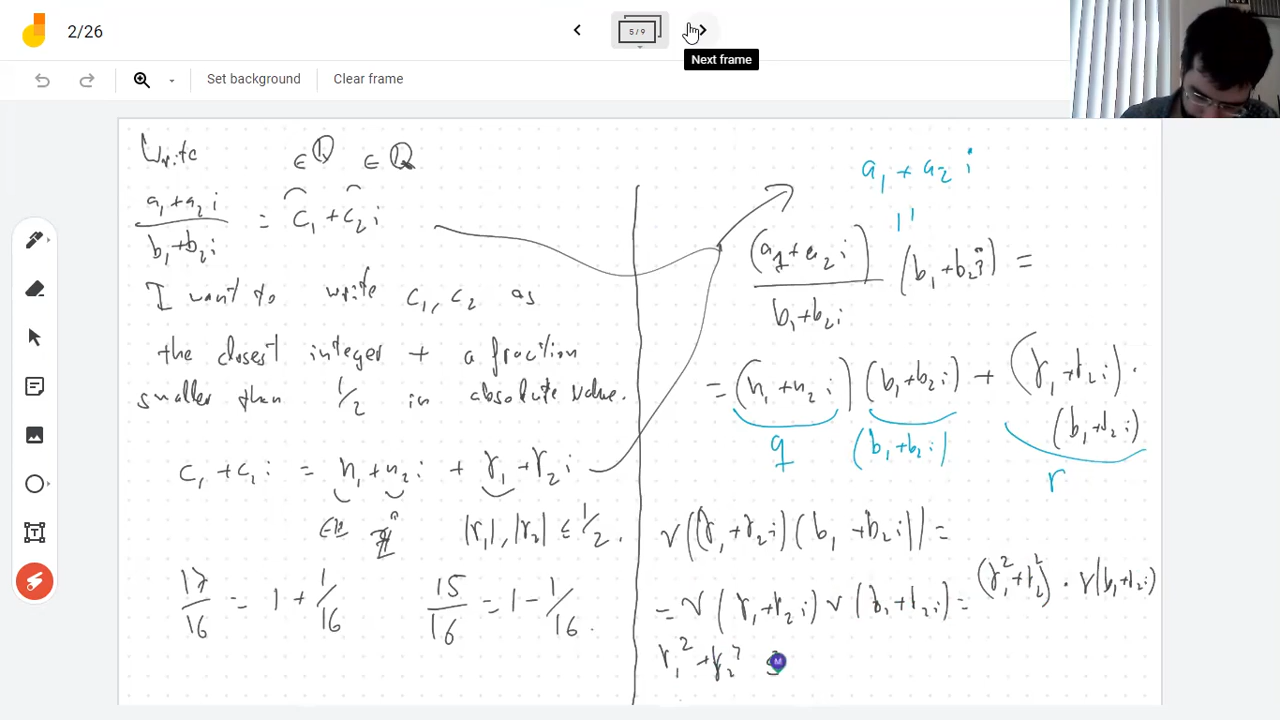 2/26
5/9
Next frame
Set background
Clear frame
Write
∈ℚ ∈ℚ
a₁+a₂i / b₁+b₂i = c₁+c₂i
I want to write c₁, c₂ as
the closest integer + a fraction
smaller than 1/2 in absolute value.
c₁+c₂i = n₁+n₂i + r₁+r₂i
|r₁|,|r₂| ≤ 1/2.
17/16 = 1 + 1/16 15/16 = 1 - 1/16.
a₁+a₂i
(a₁+a₂i) / b₁+b₂i (b₁+b₂i) =
= (n₁+n₂i)(b₁+b₂i) + (r₁+r₂i)·
(b₁+b₂i)
q (b₁+b₂i) r
v((r₁+r₂i)(b₁+b₂i)) =
= v(r₁+r₂i)v(b₁+b₂i) = (r₁²+r₂²)·v(b₁+b₂i)
r₁²+r₂²
M